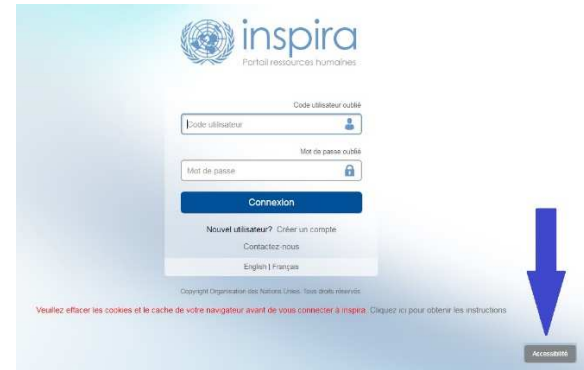 inspira
Portail ressources humaines
Code utilisateur oublié
Code utilisateur
Mot de passe oublié
Mot de passe
Connexion
Nouvel utilisateur? Créer un compte
Contactez-nous
English | Français
Copyright Organisation des Nations Unies. Tous droits réservés
Veuillez effacer les cookies et le cache de votre navigateur avant de vous connecter à inspira. Cliquez ici pour obtenir les instructions
Accessibilité